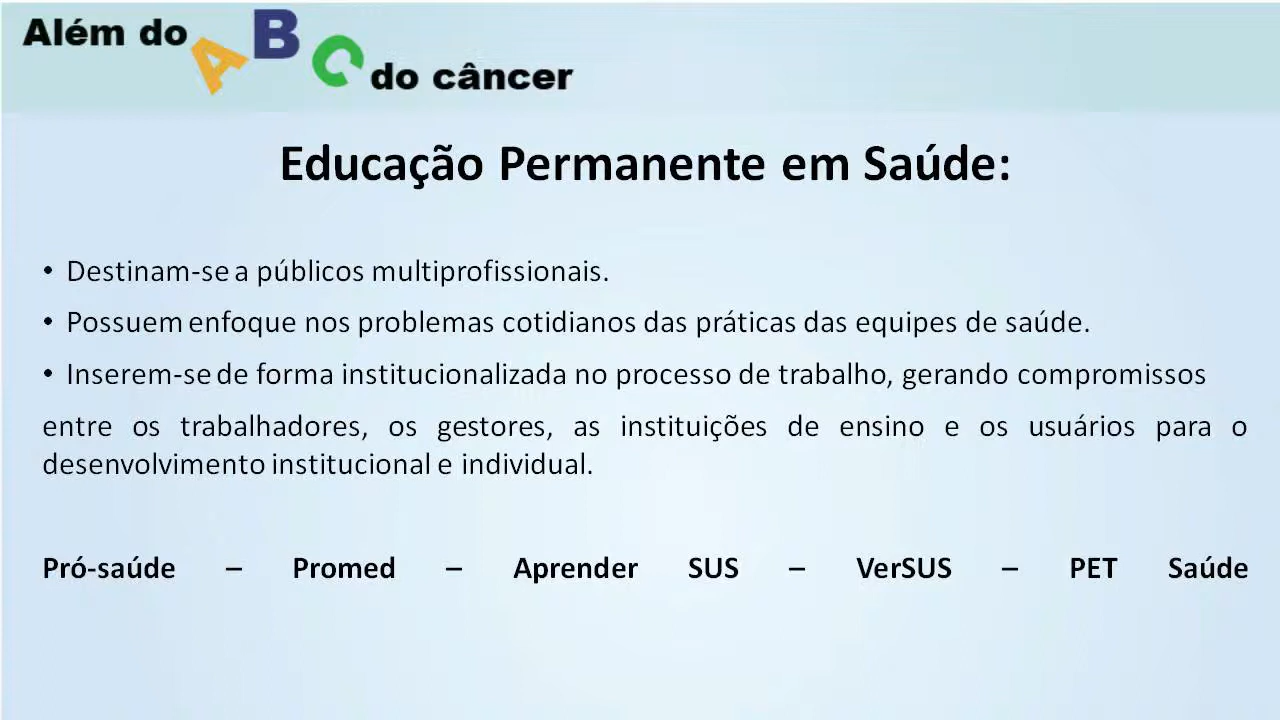 Além do ABC do câncer
Educação Permanente em Saúde:
• Destinam-se a públicos multiprofissionais.
• Possuem enfoque nos problemas cotidianos das práticas das equipes de saúde.
• Inserem-se de forma institucionalizada no processo de trabalho, gerando compromissos
entre os trabalhadores, os gestores, as instituições de ensino e os usuários para o
desenvolvimento institucional e individual.
Pró-saúde – Promed – Aprender SUS – VerSUS – PET Saúde